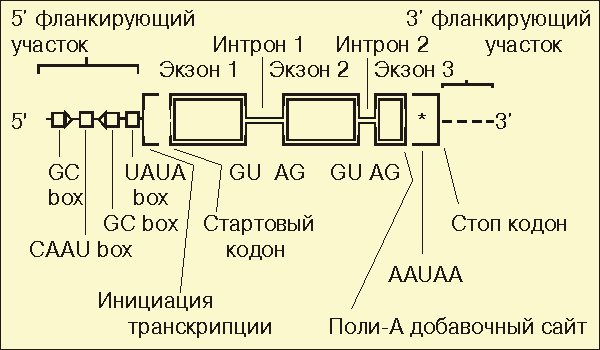 5' фланкирующий участок
3' фланкирующий участок
Интрон 1 Интрон 2
Экзон 1 Экзон 2 Экзон 3
5' * 3'
GC box
UAUA box
GU AG GU AG
GC box
Стартовый кодон
Стоп кодон
CAAU box
AAUAA
Инициация транскрипции
Поли-А добавочный сайт